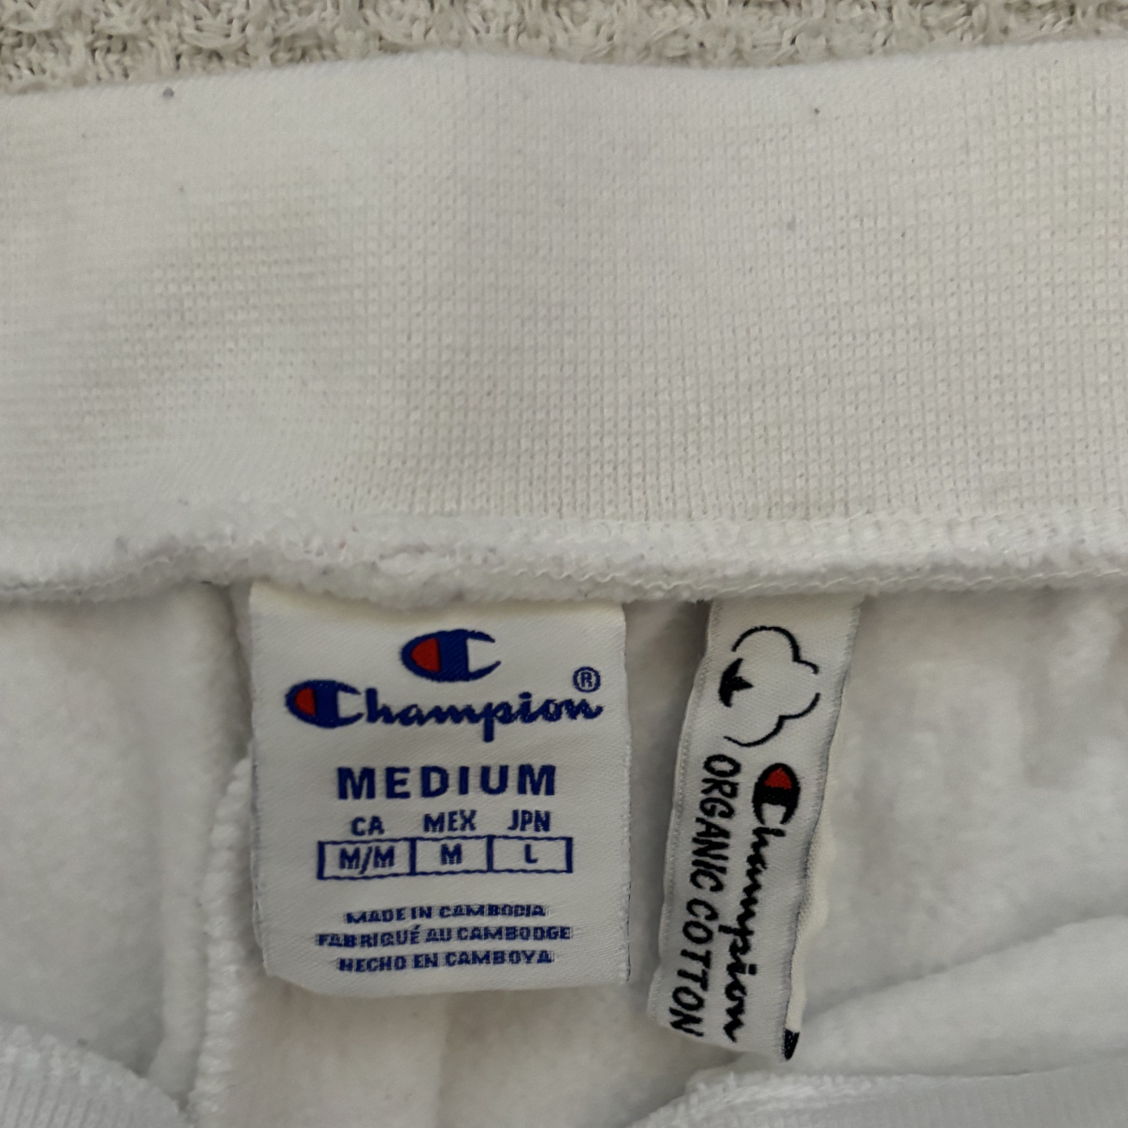 Champion®
MEDIUM
CA MEX JPN
M/M M L
MADE IN CAMBODIA
FABRIQUÉ AU CAMBODGE
HECHO EN CAMBOYA
Champion
ORGANIC COTTON